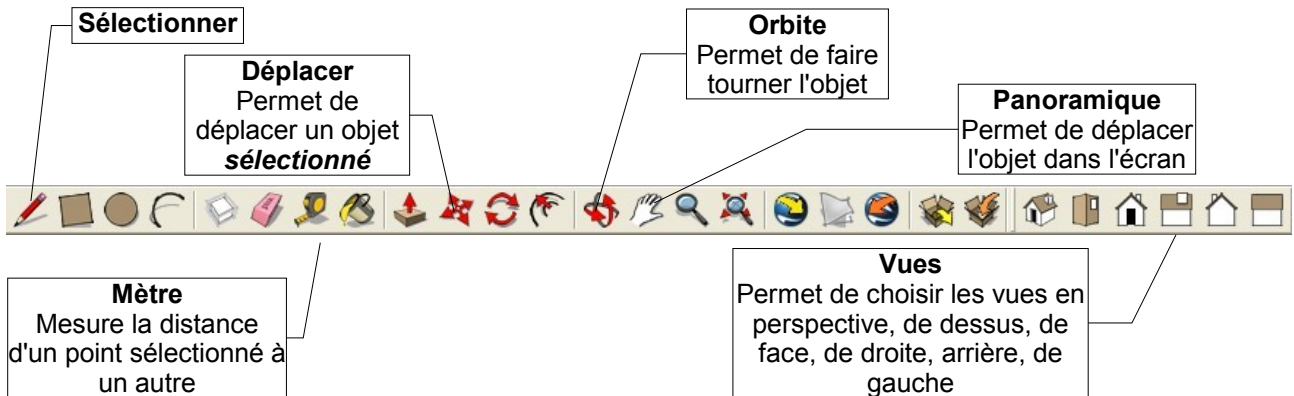 Sélectionner
Déplacer
Permet de
déplacer un objet
sélectionné
Orbite
Permet de faire
tourner l'objet
Panoramique
Permet de déplacer
l'objet dans l'écran
Mètre
Mesure la distance
d'un point sélectionné à
un autre
Vues
Permet de choisir les vues en
perspective, de dessus, de
face, de droite, arrière, de
gauche